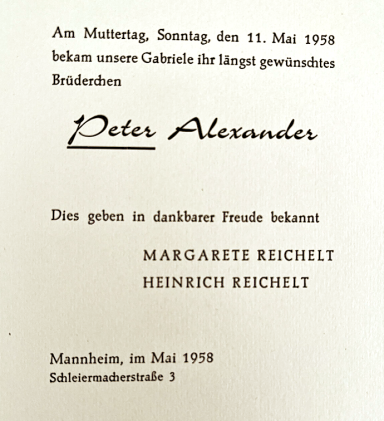 Am Muttertag, Sonntag, den 11. Mai 1958
bekam unsere Gabriele ihr längst gewünschtes
Brüderchen
Peter Alexander
Dies geben in dankbarer Freude bekannt
MARGARETE REICHELT
HEINRICH REICHELT
Mannheim, im Mai 1958
Schleiermacherstraße 3